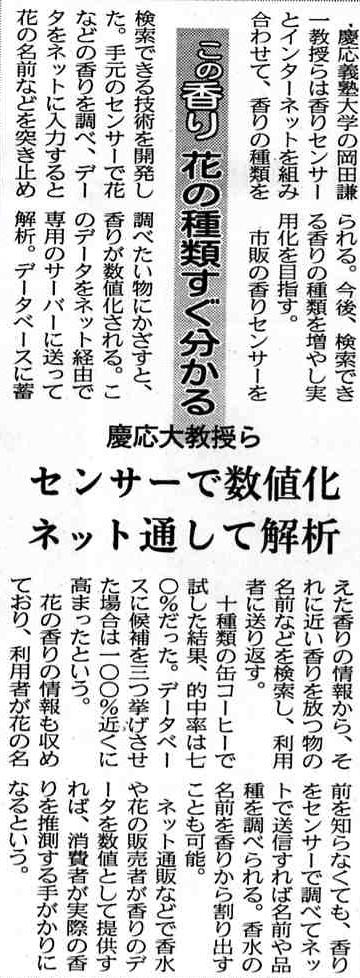 この香り 花の種類すぐ分かる
慶応大教授ら
センサーで数値化
ネット通して解析
慶應義塾大学の岡田謙
一教授らは香りセンサー
とインターネットを組み
合わせて、香りの種類を
検索できる技術を開発し
た。手元のセンサーで花
などの香りを調べ、デー
タをネットに入力すると
花の名前などを突き止め
られる。今後、検索でき
る香りの種類を増やし実
用化を目指す。
市販の香りセンサーを
調べたい物にかざすと、
香りが数値化される。こ
のデータをネット経由で
専用のサーバーに送って
解析。データベースに蓄
えた香りの情報から、そ
れに近い香りを放つ物の
名前などを検索し、利用
者に送り返す。
十種類の缶コーヒーで
試した結果、的中率は七
〇％だった。データベー
スに候補を三つ挙げさせ
た場合は一〇〇％近くに
高まったという。
花の香りの情報も収め
ており、利用者が花の名
前を知らなくても、香り
をセンサーで調べてネッ
トで送信すれば名前や品
種を調べられる。香水の
名前を香りから割り出す
ことも可能。
ネット通販などで香水
や花の販売者が香りのデ
ータを数値として提供す
れば、消費者が実際の香
りを推測する手がかりに
なるという。